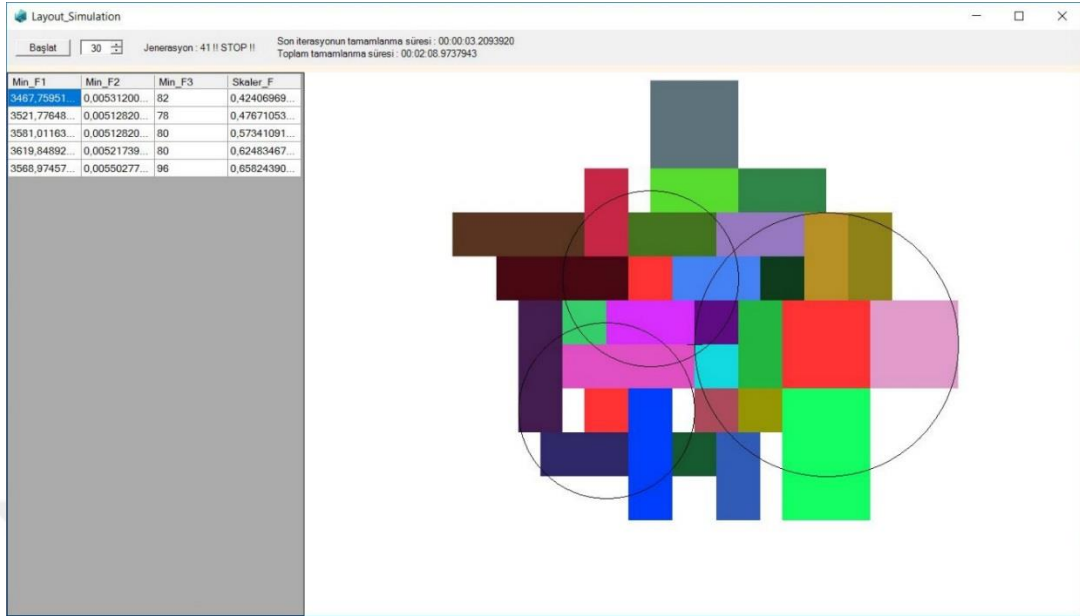 Layout_Simulation
Başlat 30 Jenerasyon : 41 !! STOP !!
Son iterasyonun tamamlanma süresi : 00:00:03.2093920
Toplam tamamlanma süresi : 00:02:08.9737943
Min_F1 Min_F2 Min_F3 Skaler_F
3467,75951... 0,00531200... 82 0,42406969...
3521,77648... 0,00512820... 78 0,47671053...
3581,01163... 0,00512820... 80 0,57341091...
3619,84892... 0,00521739... 80 0,62483467...
3568,97457... 0,00550277... 96 0,65824390...